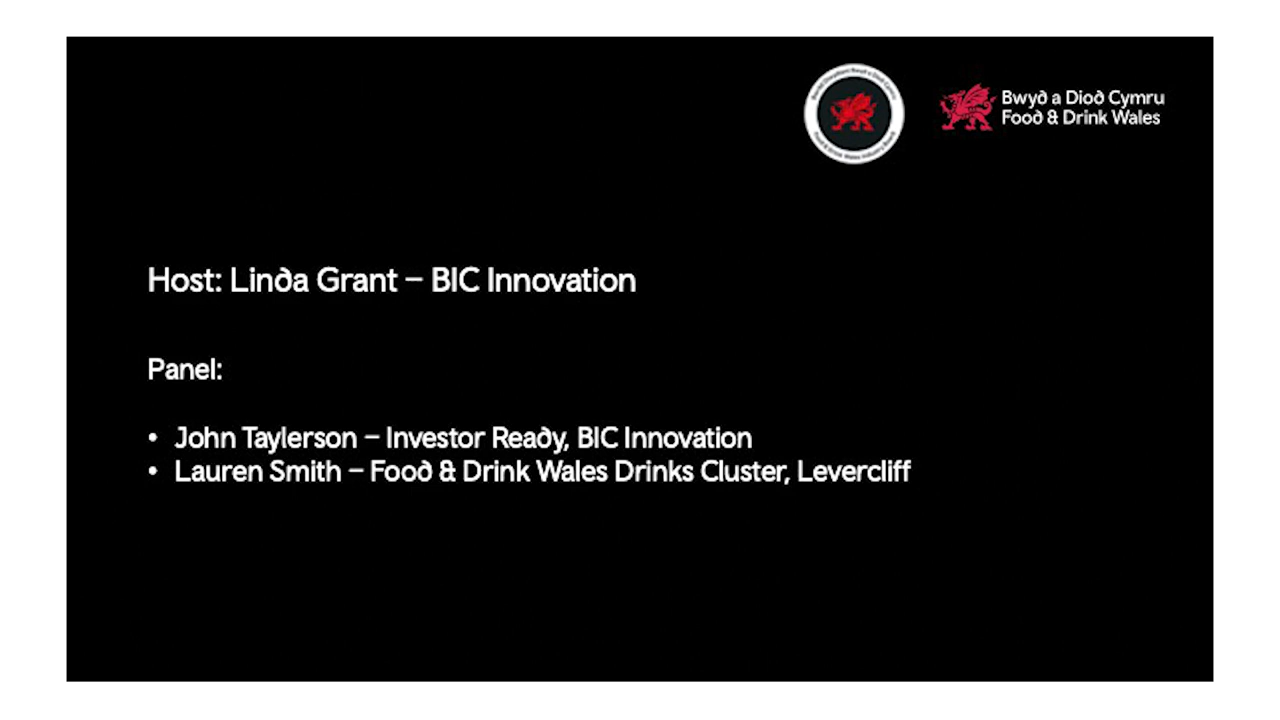 Bwyd a Diod Cymru
Food & Drink Wales
Host: Linda Grant – BIC Innovation
Panel:
• John Taylerson – Investor Ready, BIC Innovation
• Lauren Smith – Food & Drink Wales Drinks Cluster, Levercliff